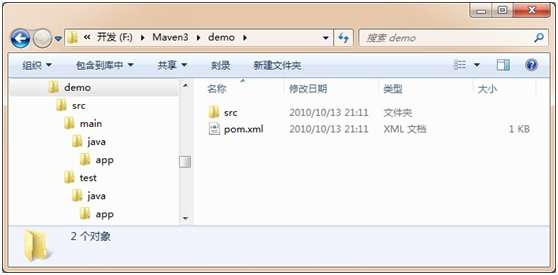 « 开发 (F:) ▸ Maven3 ▸ demo ▸ 搜索 demo
组织 包含到库中 共享 刻录 新建文件夹
demo
src
main
java
app
test
java
app
名称 修改日期 类型 大小
src 2010/10/13 21:11 文件夹
pom.xml 2010/10/13 21:11 XML 文档 1 KB
2 个对象